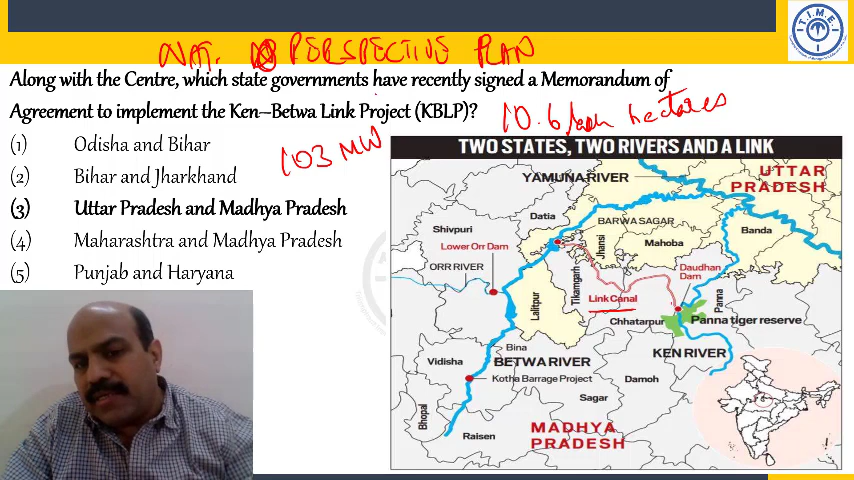 T.I.M.E.
NAT. PERSPECTIVE PLAN
Along with the Centre, which state governments have recently signed a Memorandum of
Agreement to implement the Ken–Betwa Link Project (KBLP)?
10.6 lakh hectares
103 MW
(1) Odisha and Bihar
(2) Bihar and Jharkhand
(3) Uttar Pradesh and Madhya Pradesh
(4) Maharashtra and Madhya Pradesh
(5) Punjab and Haryana
TWO STATES, TWO RIVERS AND A LINK
YAMUNA RIVER
UTTAR
PRADESH
Datia
BARWA SAGAR
Shivpuri
Banda
Lower Orr Dam
Jhansi
Mahoba
ORR RIVER
Daudhan
Dam
Tikamgarh
Link Canal
Panna
Lalitpur
Chhatarpur
Panna tiger reserve
Bina
KEN RIVER
Vidisha
BETWA RIVER
Kotha Barrage Project
Damoh
Sagar
Bhopal
MADHYA
PRADESH
Raisen